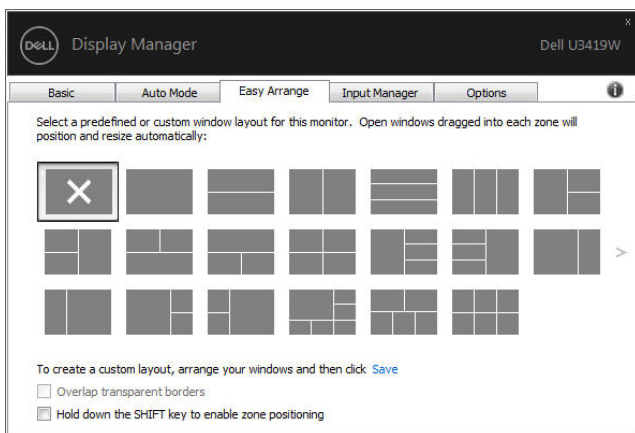 x
DELL Display Manager Dell U3419W
Basic Auto Mode Easy Arrange Input Manager Options i
Select a predefined or custom window layout for this monitor. Open windows dragged into each zone will
position and resize automatically:
>
To create a custom layout, arrange your windows and then click Save
Overlap transparent borders
Hold down the SHIFT key to enable zone positioning